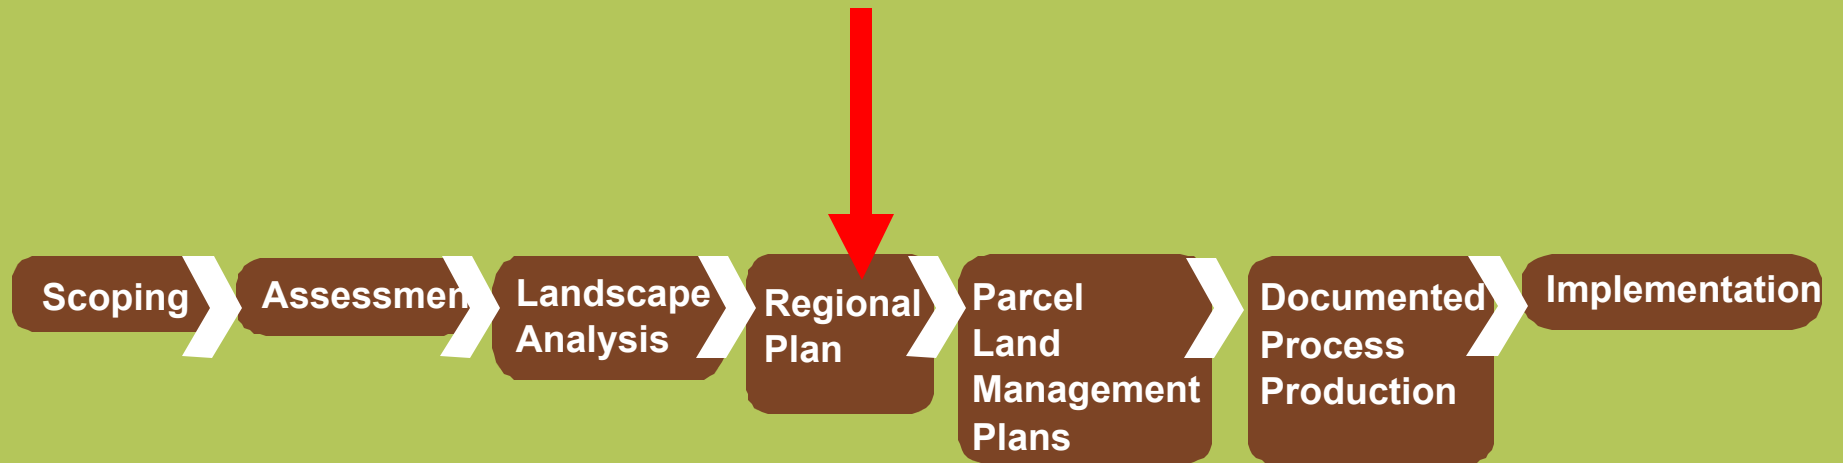 Scoping
Assessmen
Landscape
Analysis
Regional
Plan
Parcel
Land
Management
Plans
Documented
Process
Production
Implementation